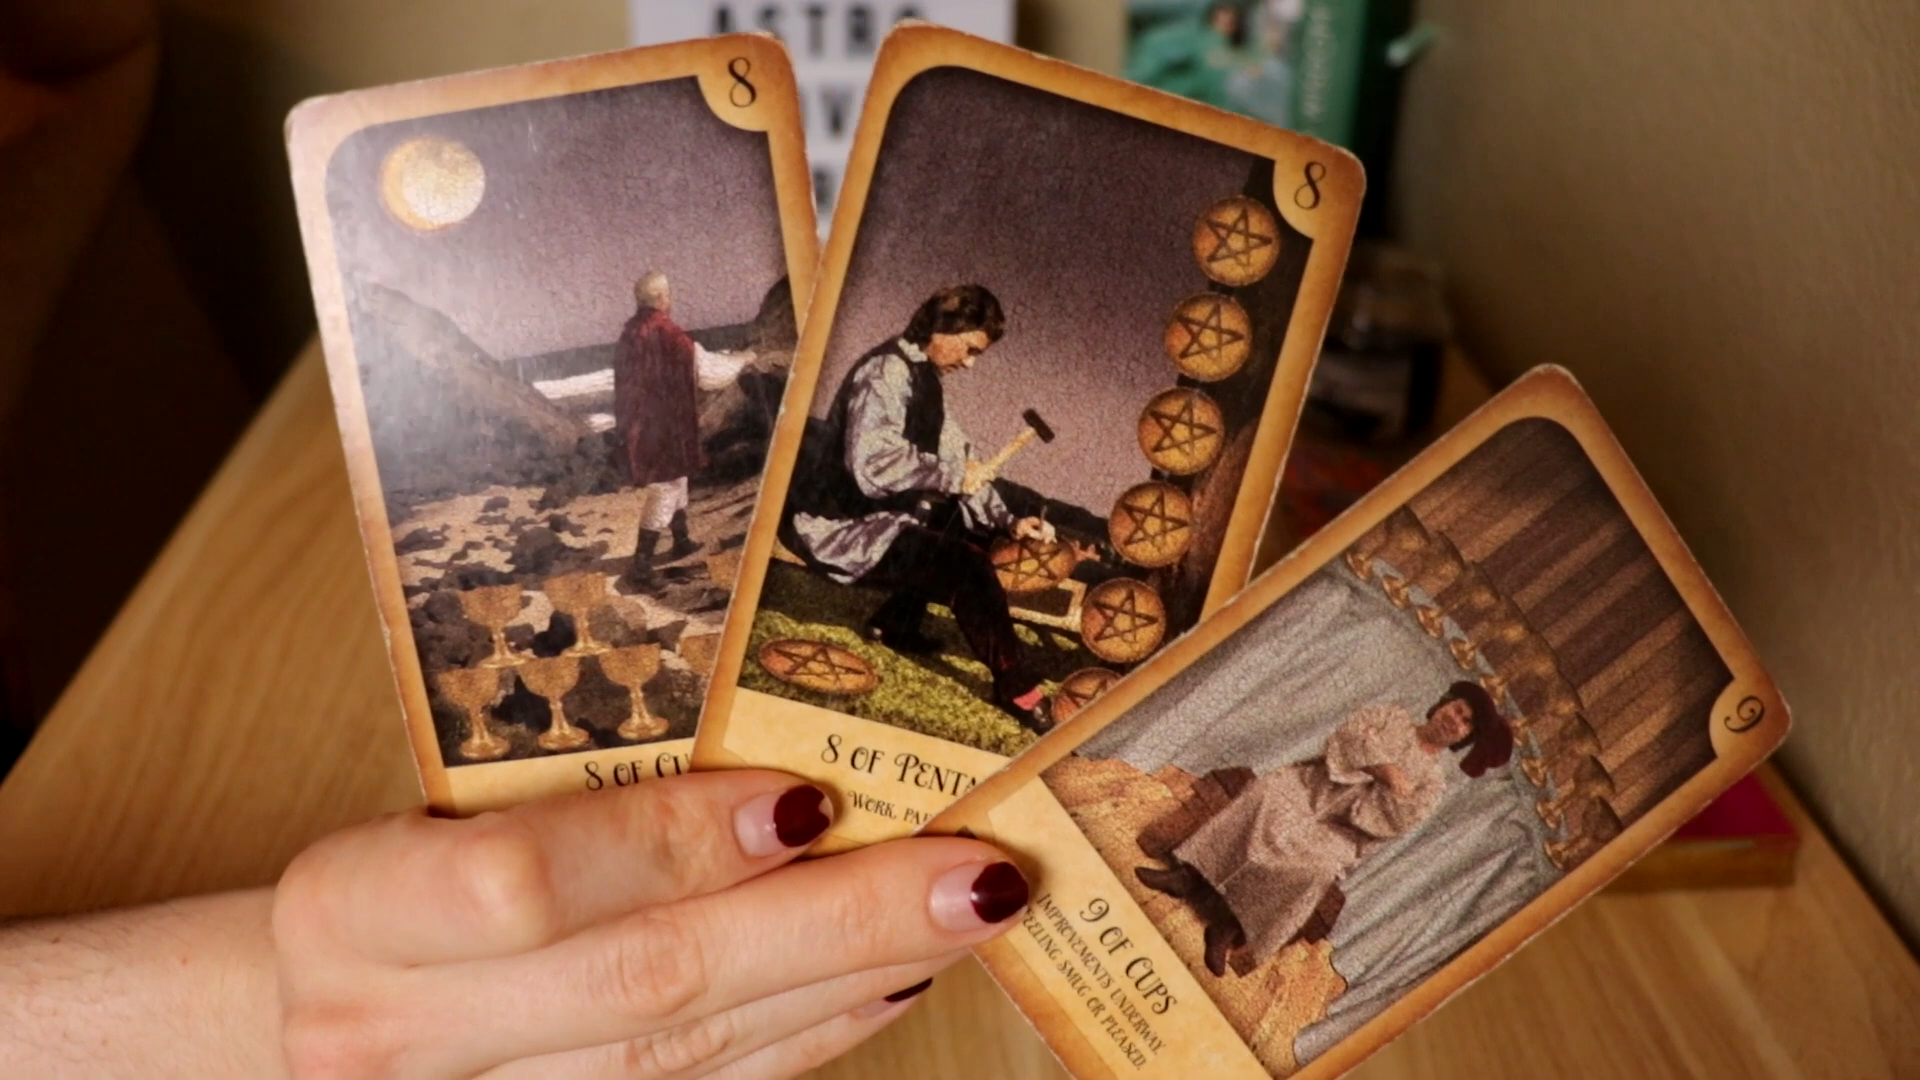 ASTRO
V
8
8
9
8 OF CU
8 OF PENTA
WORK, PAI
9 OF CUPS
IMPROVEMENTS UNDERWAY.
FEELING SMUG OR PLEASED.